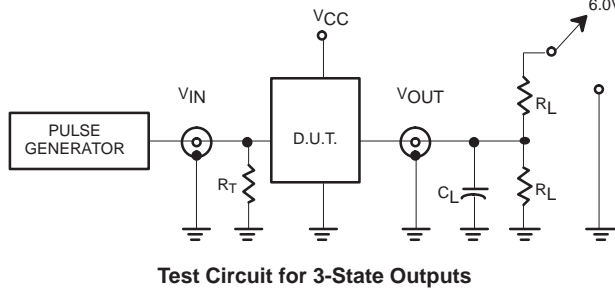 6.0V
VCC
VIN
VOUT
PULSE
GENERATOR
D.U.T.
RT
CL
RL
RL
Test Circuit for 3-State Outputs